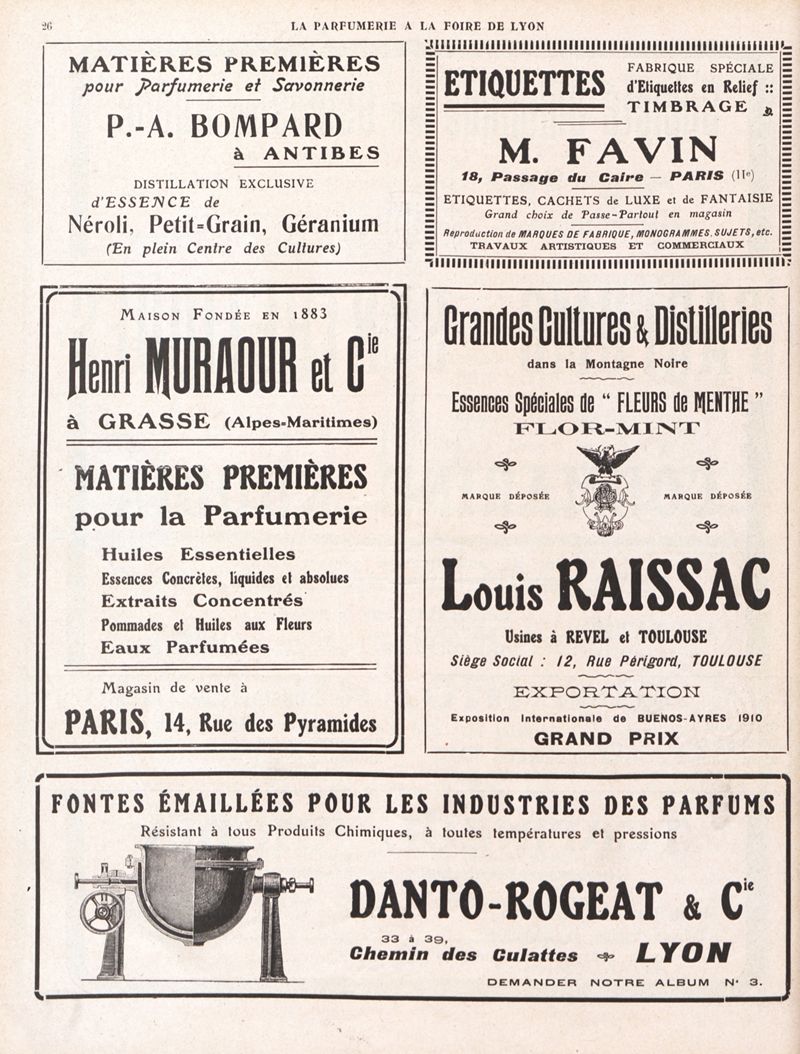 26
LA PARFUMERIE A LA FOIRE DE LYON
MATIÈRES PREMIÈRES
pour Parfumerie et Savonnerie
P.-A. BOMPARD
à ANTIBES
DISTILLATION EXCLUSIVE
d'ESSENCE de
Néroli, Petit-Grain, Géranium
(En plein Centre des Cultures)
ETIQUETTES
FABRIQUE SPÉCIALE
d'Etiquettes en Relief ::
TIMBRAGE
M. FAVIN
18, Passage du Caire — PARIS (IIe)
ETIQUETTES, CACHETS de LUXE et de FANTAISIE
Grand choix de Passe-Partout en magasin
Reproduction de MARQUES DE FABRIQUE, MONOGRAMMES. SUJETS, etc.
TRAVAUX ARTISTIQUES ET COMMERCIAUX
MAISON FONDÉE EN 1883
Henri MURAOUR et Cie
à GRASSE (Alpes-Maritimes)
MATIÈRES PREMIÈRES
pour la Parfumerie
Huiles Essentielles
Essences Concrètes, liquides et absolues
Extraits Concentrés
Pommades et Huiles aux Fleurs
Eaux Parfumées
Magasin de vente à
PARIS, 14, Rue des Pyramides
Grandes Cultures & Distilleries
dans la Montagne Noire
Essences Spéciales de “ FLEURS de MENTHE ”
FLOR-MINT
MARQUE DÉPOSÉE
MARQUE DÉPOSÉE
Louis RAISSAC
Usines à REVEL et TOULOUSE
Siège Social : 12, Rue Périgord, TOULOUSE
EXPORTATION
Exposition Internationale de BUENOS-AYRES 1910
GRAND PRIX
FONTES ÉMAILLÉES POUR LES INDUSTRIES DES PARFUMS
Résistant à tous Produits Chimiques, à toutes températures et pressions
DANTO-ROGEAT & Cie
33 à 39,
Chemin des Culattes LYON
DEMANDER NOTRE ALBUM N° 3.